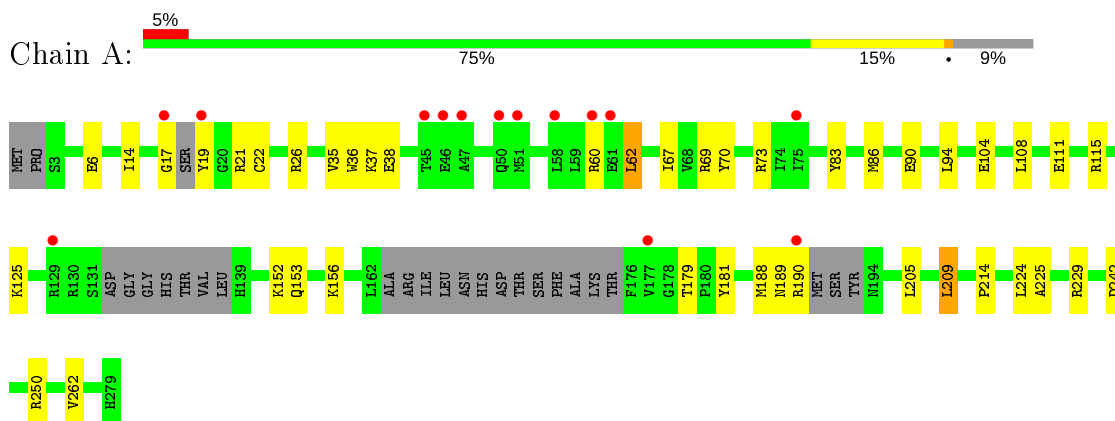 5%
Chain A:
75% 15% • 9%
MET PRO S3 E6 I14 G17 SER Y19 G20 R21 C22 R26 V35 W36 K37 E38 T45 E46 A47 Q50 M51 L58 L59 R60 E61 L62 I67 V68 R69 Y70 R73 I74 I75 Y83 M86 E90 L94 E104 L108 E111 R115
K125 R129 R130 S131 ASP GLY GLY HIS THR VAL LEU H139 K152 Q153 K156 L162 ALA ARG ILE LEU ASN HIS ASP THR SER PHE ALA LYS THR F176 V177 G178 T179 P180 Y181 M188 N189 R190 MET SER TYR N194 L205 L209 P214 L224 A225 R229
R250 V262 H279